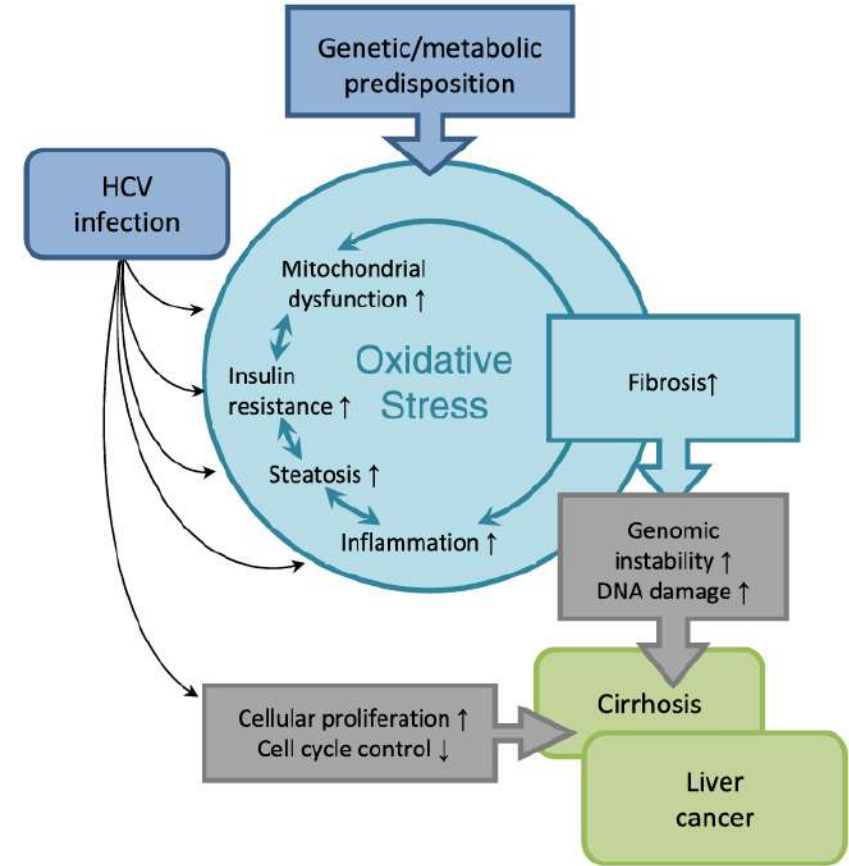 Genetic/metabolic
predisposition
HCV
infection
Mitochondrial
dysfunction ↑
Insulin
resistance ↑
Steatosis ↑
Inflammation ↑
Oxidative
Stress
Fibrosis↑
Genomic
instability ↑
DNA damage ↑
Cellular proliferation ↑
Cell cycle control ↓
Cirrhosis
Liver
cancer